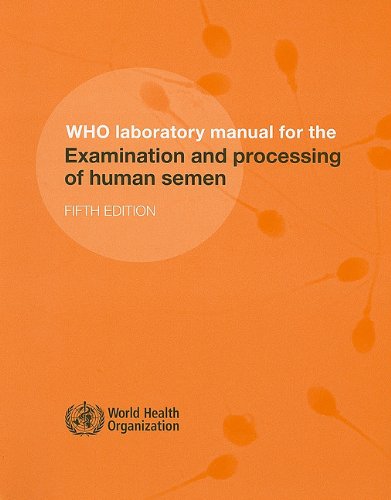 WHO laboratory manual for the
Examination and processing
of human semen
FIFTH EDITION
World Health
Organization